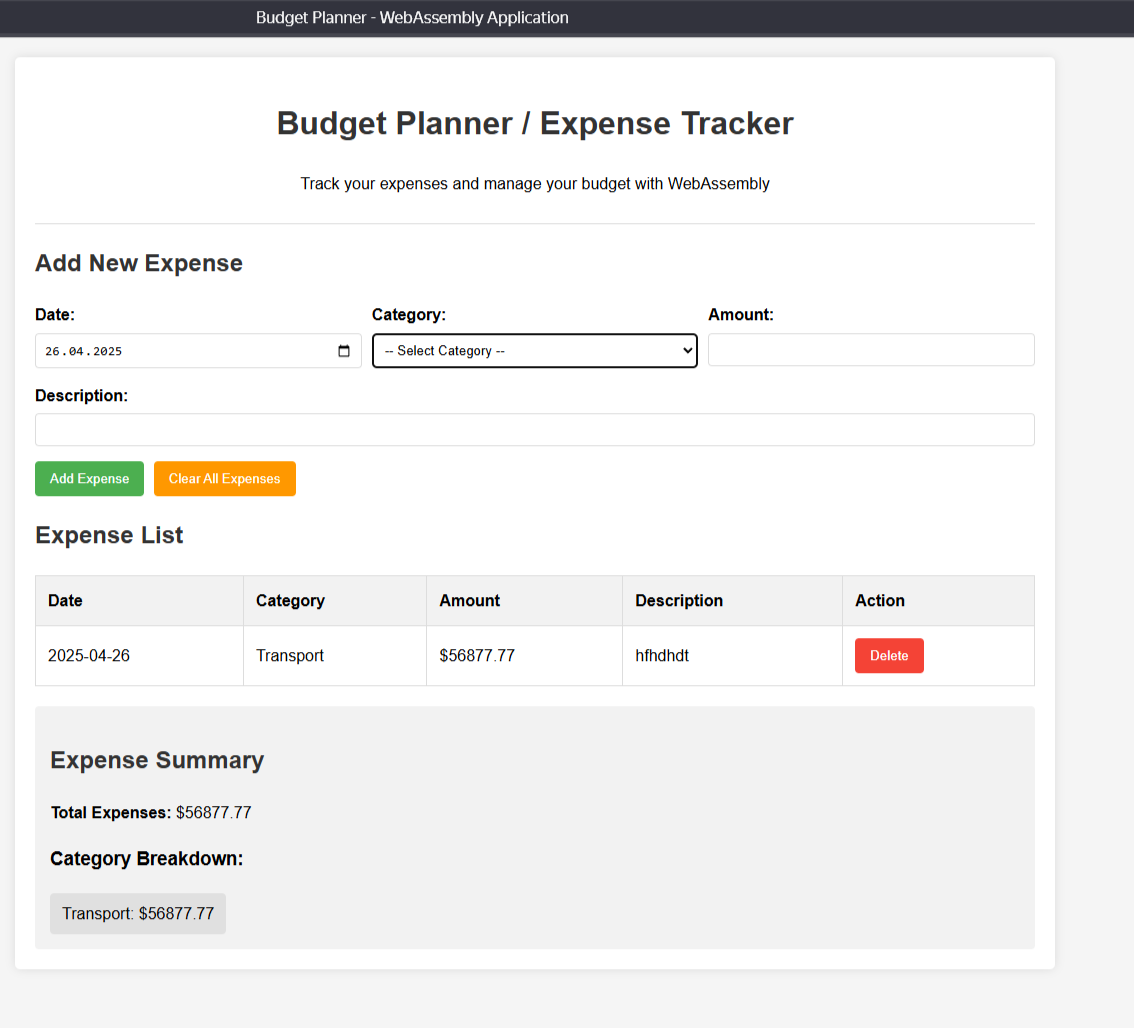 Budget Planner - WebAssembly Application
Budget Planner / Expense Tracker
Track your expenses and manage your budget with WebAssembly
Add New Expense
Date: Category: Amount:
26.04.2025 -- Select Category --
Description:
Add Expense Clear All Expenses
Expense List
Date Category Amount Description Action
2025-04-26 Transport $56877.77 hfhdhdt Delete
Expense Summary
Total Expenses: $56877.77
Category Breakdown:
Transport: $56877.77